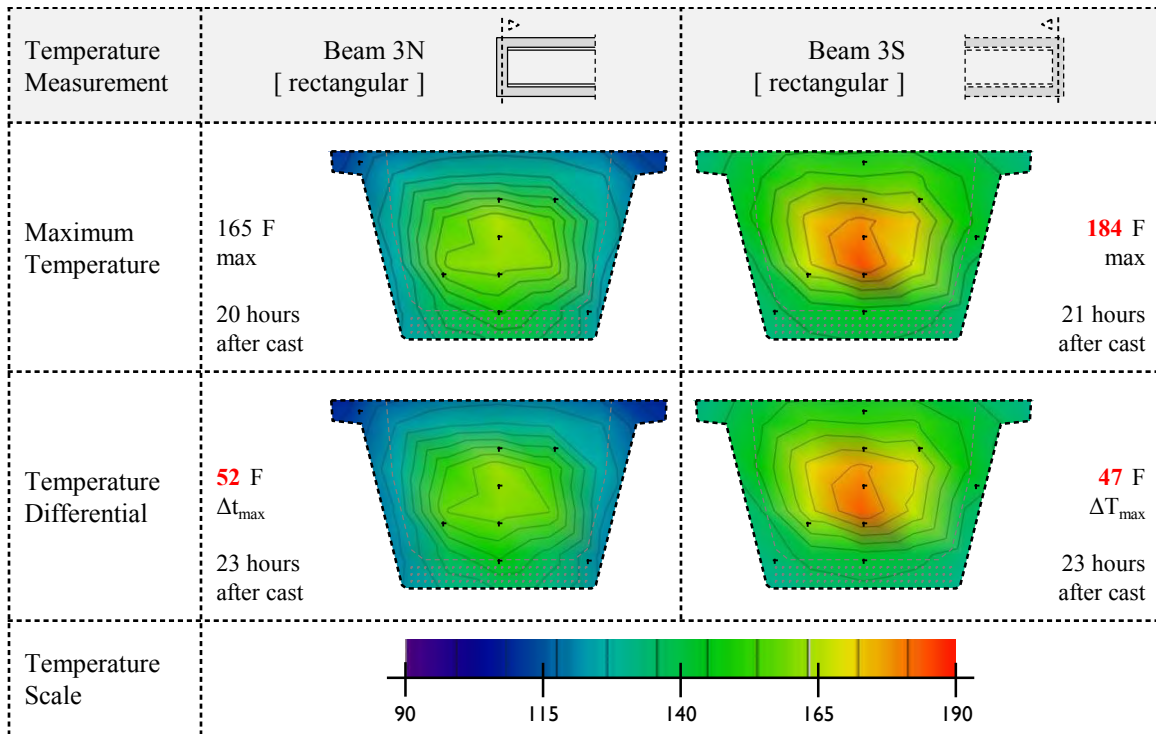 Temperature
Measurement
Beam 3N
[ rectangular ]
Beam 3S
[ rectangular ]
Maximum
Temperature
165 F
max
20 hours
after cast
184 F
max
21 hours
after cast
Temperature
Differential
52 F
Δtmax
23 hours
after cast
47 F
ΔTmax
23 hours
after cast
Temperature
Scale
90 115 140 165 190